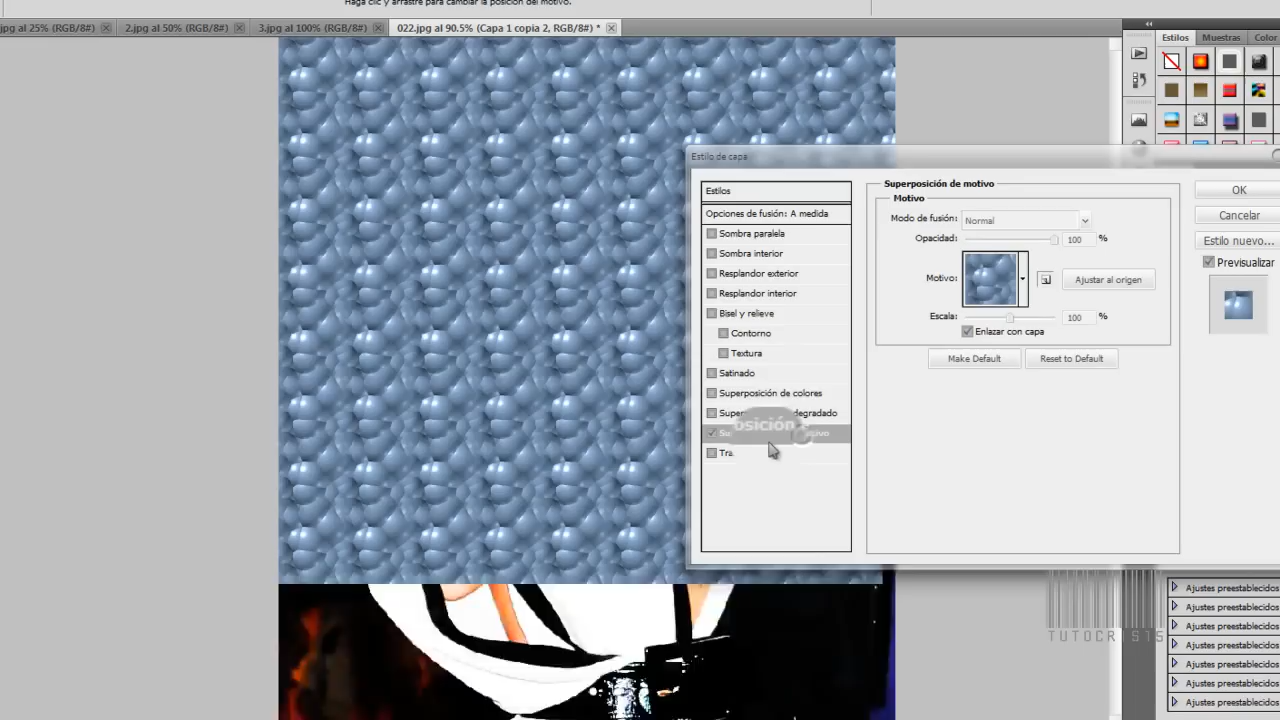 Haga clic y arrastre para cambiar la posición del motivo.
jpg al 25% (RGB/8#)
2.jpg al 50% (RGB/8#)
3.jpg al 100% (RGB/8#)
022.jpg al 90.5% (Capa 1 copia 2, RGB/8#) *
Estilos
Muestras
Color
Estilo de capa
Estilos
Opciones de fusión: A medida
Sombra paralela
Sombra interior
Resplandor exterior
Resplandor interior
Bisel y relieve
Contorno
Textura
Satinado
Superposición de colores
degradado
osición
Superposición de motivo
Motivo
Modo de fusión: Normal
Opacidad: 100 %
Motivo:
Ajustar al origen
Escala: 100 %
Enlazar con capa
Make Default
Reset to Default
OK
Cancelar
Estilo nuevo...
Previsualizar
TUTOCRISTS
Ajustes preestablecidos
Ajustes preestablecidos
Ajustes preestablecidos
Ajustes preestablecidos
Ajustes preestablecidos
Ajustes preestablecidos
Ajustes preestablecidos